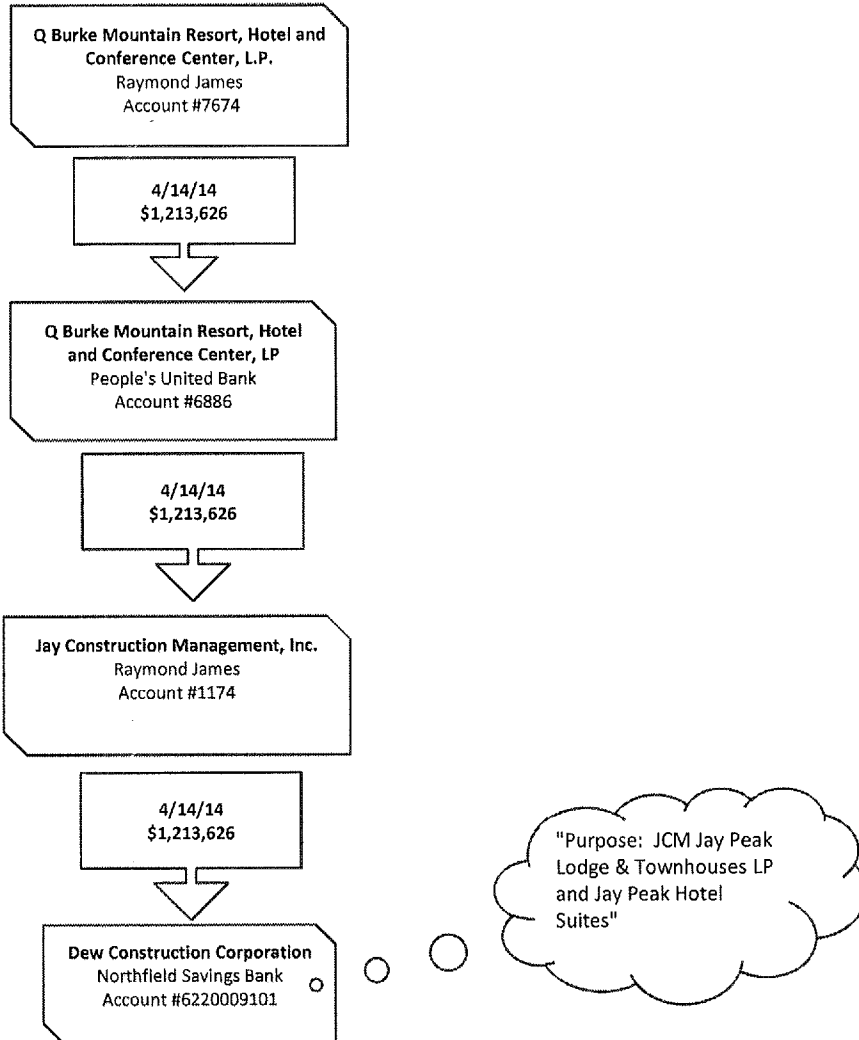 Q Burke Mountain Resort, Hotel and
Conference Center, L.P.
Raymond James
Account #7674
4/14/14
$1,213,626
Q Burke Mountain Resort, Hotel
and Conference Center, LP
People's United Bank
Account #6886
4/14/14
$1,213,626
Jay Construction Management, Inc.
Raymond James
Account #1174
4/14/14
$1,213,626
"Purpose: JCM Jay Peak
Lodge & Townhouses LP
and Jay Peak Hotel
Suites"
Dew Construction Corporation
Northfield Savings Bank
Account #6220009101